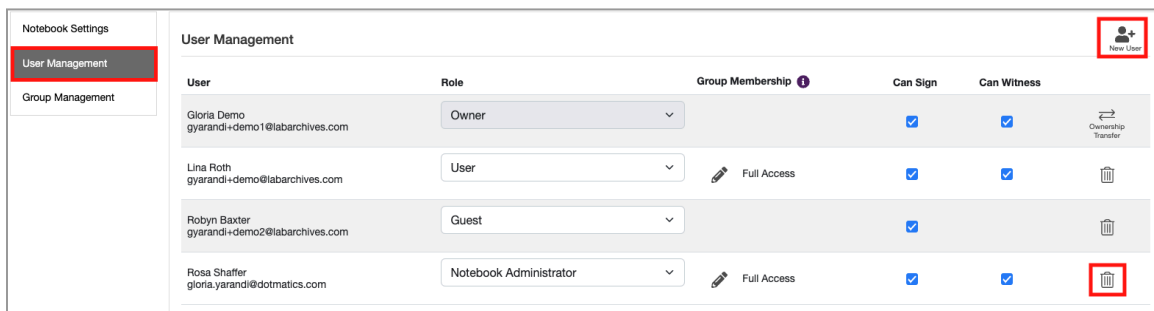 Notebook Settings
User Management
Group Management
User Management
New User
User Role Group Membership i Can Sign Can Witness
Gloria Demo
gyarandi+demo1@labarchives.com
Owner
Ownership
Transfer
Lina Roth
gyarandi+demo@labarchives.com
User
Full Access
Robyn Baxter
gyarandi+demo2@labarchives.com
Guest
Rosa Shaffer
gloria.yarandi@dotmatics.com
Notebook Administrator
Full Access